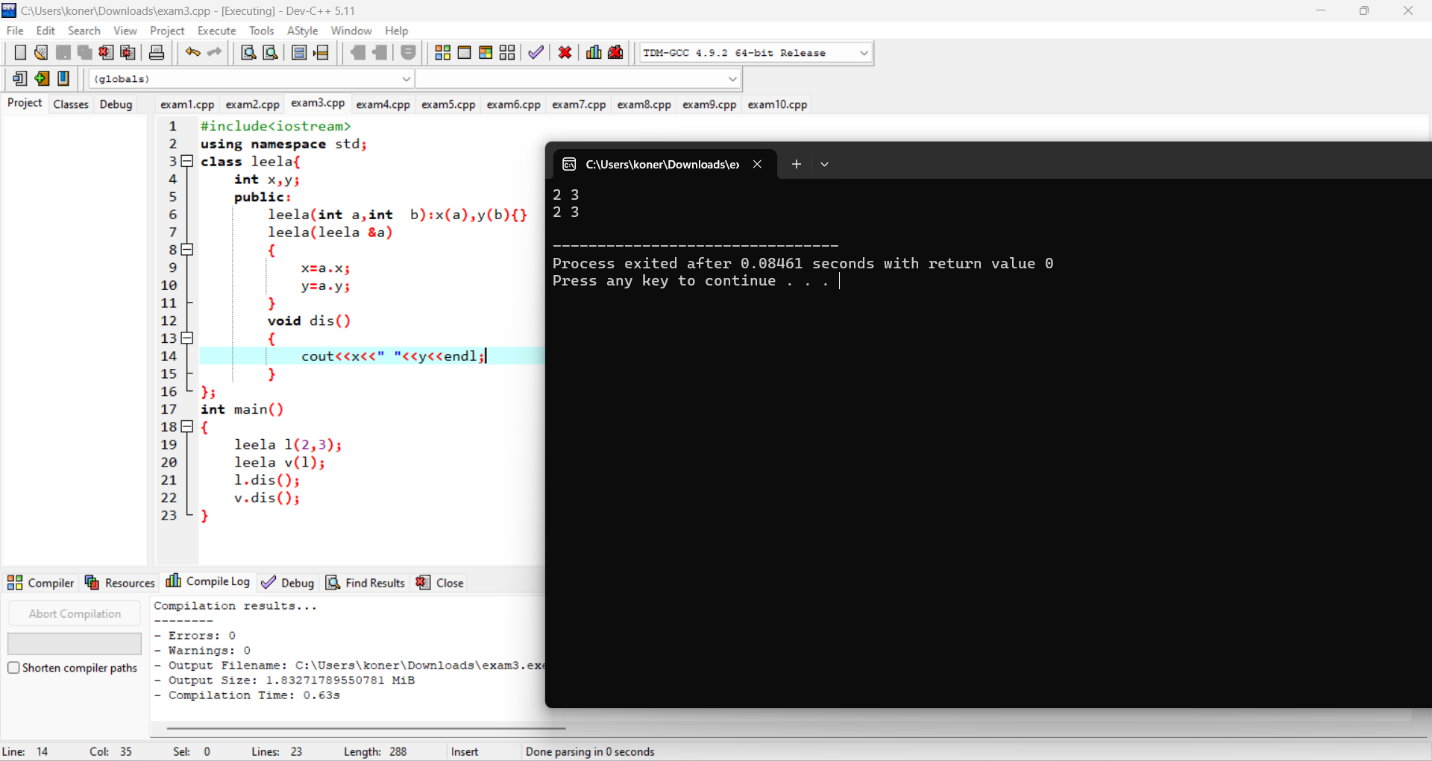 C:\Users\koner\Downloads\exam3.cpp - [Executing] - Dev-C++ 5.11
File Edit Search View Project Execute Tools AStyle Window Help
TDM-GCC 4.9.2 64-bit Release
(globals)
Project Classes Debug
exam1.cpp exam2.cpp exam3.cpp exam4.cpp exam5.cpp exam6.cpp exam7.cpp exam8.cpp exam9.cpp exam10.cpp
1 #include<iostream>
2 using namespace std;
3 class leela{
4 int x,y;
5 public:
6 leela(int a,int  b):x(a),y(b){}
7 leela(leela &a)
8 {
9 x=a.x;
10 y=a.y;
11 }
12 void dis()
13 {
14 cout<<x<<" "<<y<<endl;
15 }
16 };
17 int main()
18 {
19 leela l(2,3);
20 leela v(l);
21 l.dis();
22 v.dis();
23 }
C:\Users\koner\Downloads\e
2 3
2 3
--------------------------------
Process exited after 0.08461 seconds with return value 0
Press any key to continue . . .
Compiler Resources Compile Log Debug Find Results Close
Abort Compilation
Shorten compiler paths
Compilation results...
--------
- Errors: 0
- Warnings: 0
- Output Filename: C:\Users\koner\Downloads\exam3.exe
- Output Size: 1.83271789550781 MiB
- Compilation Time: 0.63s
Line: 14 Col: 35 Sel: 0 Lines: 23 Length: 288 Insert Done parsing in 0 seconds